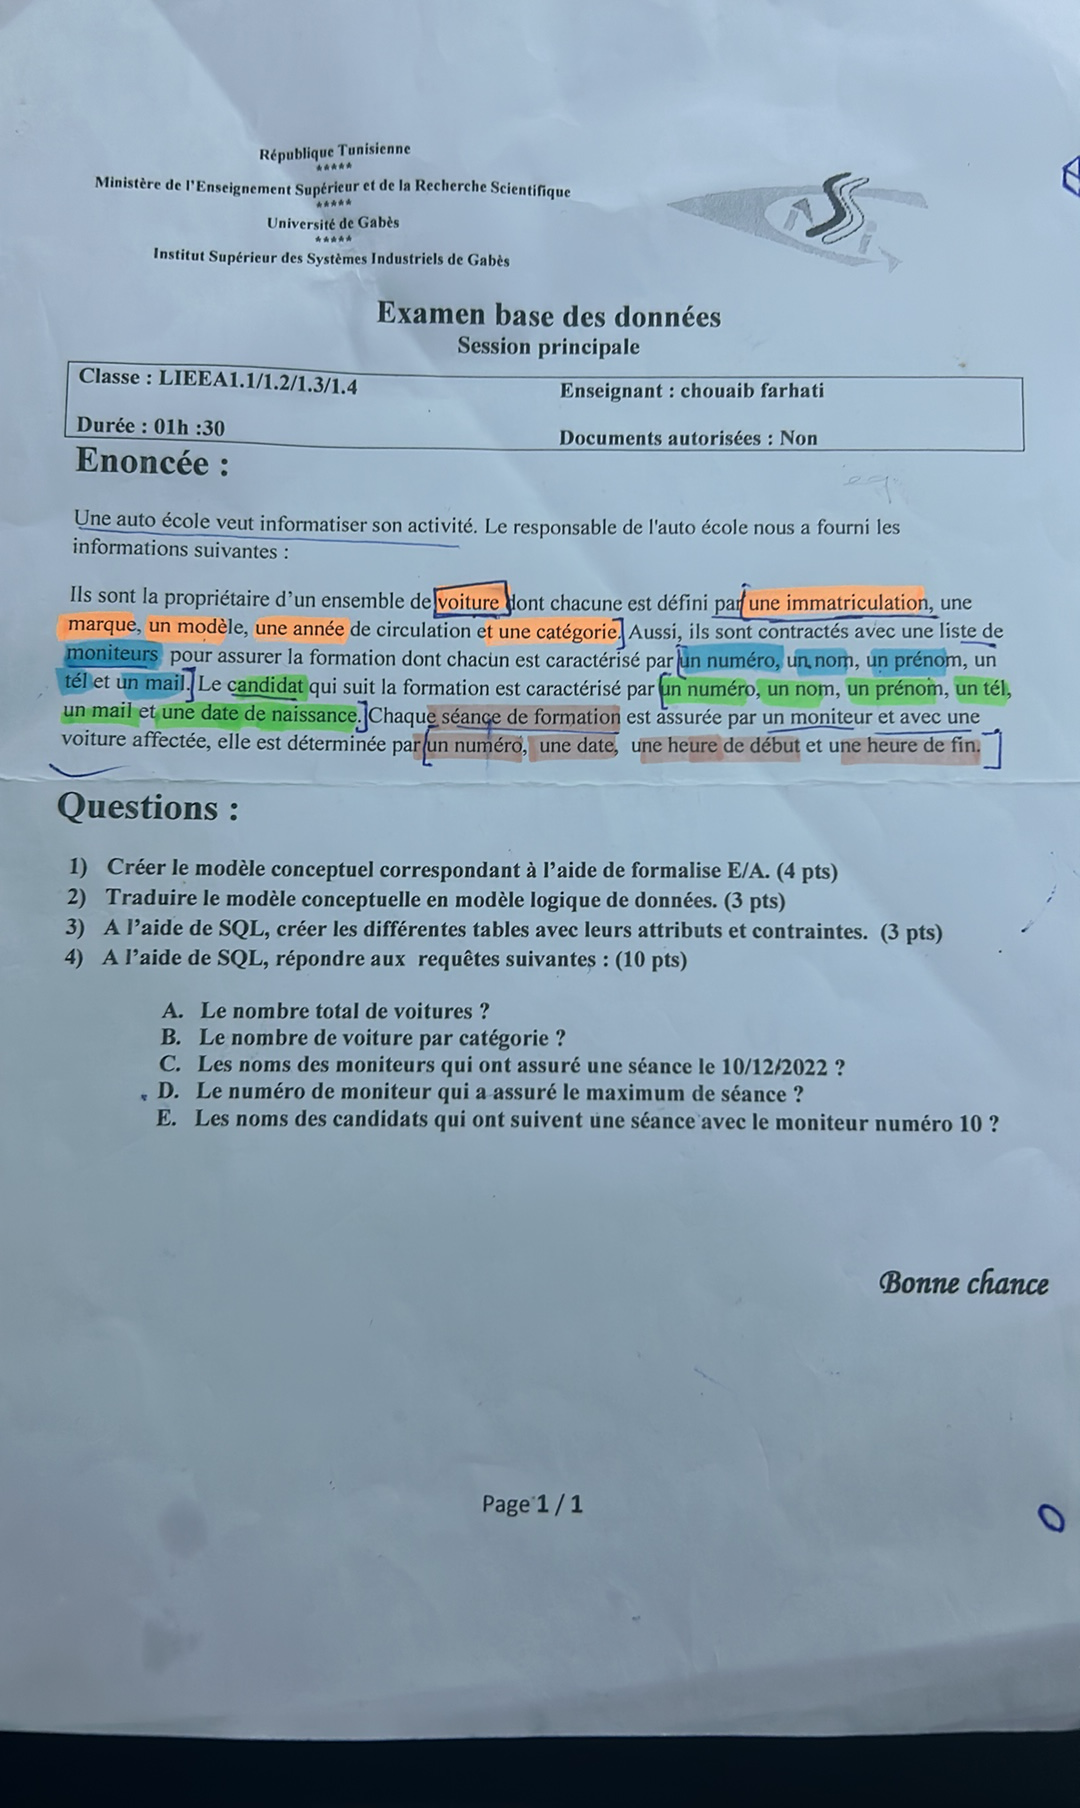 République Tunisienne
*****
Ministère de l'Enseignement Supérieur et de la Recherche Scientifique
*****
Université de Gabès
*****
Institut Supérieur des Systèmes Industriels de Gabès
Examen base des données
Session principale
Classe : LIEEA1.1/1.2/1.3/1.4
Enseignant : chouaib farhati
Durée : 01h :30
Documents autorisées : Non
Enoncée :
Une auto école veut informatiser son activité. Le responsable de l'auto école nous a fourni les
informations suivantes :
Ils sont la propriétaire d'un ensemble de voiture dont chacune est défini par une immatriculation, une
marque, un modèle, une année de circulation et une catégorie. Aussi, ils sont contractés avec une liste de
moniteurs pour assurer la formation dont chacun est caractérisé par un numéro, un nom, un prénom, un
tél et un mail. Le candidat qui suit la formation est caractérisé par un numéro, un nom, un prénom, un tél,
un mail et une date de naissance. Chaque séance de formation est assurée par un moniteur et avec une
voiture affectée, elle est déterminée par un numéro, une date, une heure de début et une heure de fin.
Questions :
1) Créer le modèle conceptuel correspondant à l'aide de formalise E/A. (4 pts)
2) Traduire le modèle conceptuelle en modèle logique de données. (3 pts)
3) A l'aide de SQL, créer les différentes tables avec leurs attributs et contraintes. (3 pts)
4) A l'aide de SQL, répondre aux requêtes suivantes : (10 pts)
A. Le nombre total de voitures ?
B. Le nombre de voiture par catégorie ?
C. Les noms des moniteurs qui ont assuré une séance le 10/12/2022 ?
D. Le numéro de moniteur qui a assuré le maximum de séance ?
E. Les noms des candidats qui ont suivent une séance avec le moniteur numéro 10 ?
Bonne chance
Page 1 / 1